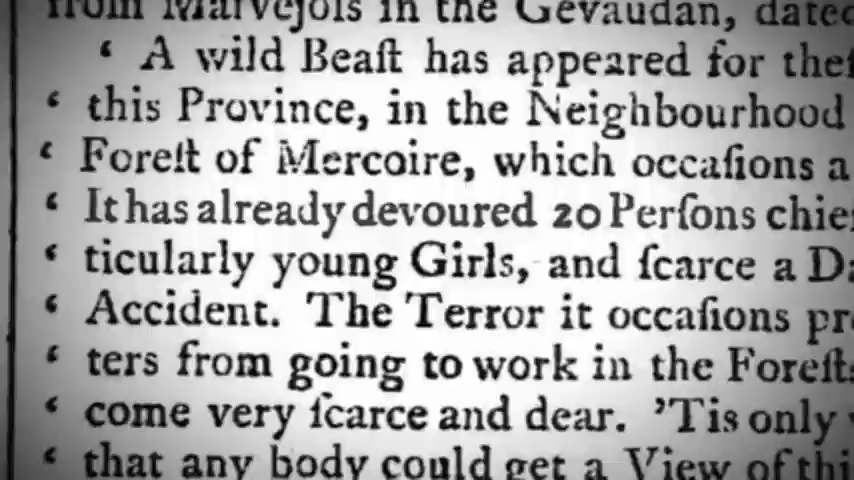 from Marvejols in the Gevaudan, dated
‘ A wild Beaſt has appeared for theſ
‘ this Province, in the Neighbourhood
‘ Foreſt of Mercoire, which occaſions a
‘ It has already devoured 20 Perſons chie
‘ ticularly young Girls, and ſcarce a Da
‘ Accident. The Terror it occaſions pr
‘ ters from going to work in the Foreſts
‘ come very ſcarce and dear. ’Tis only
‘ that any body could get a View of thi